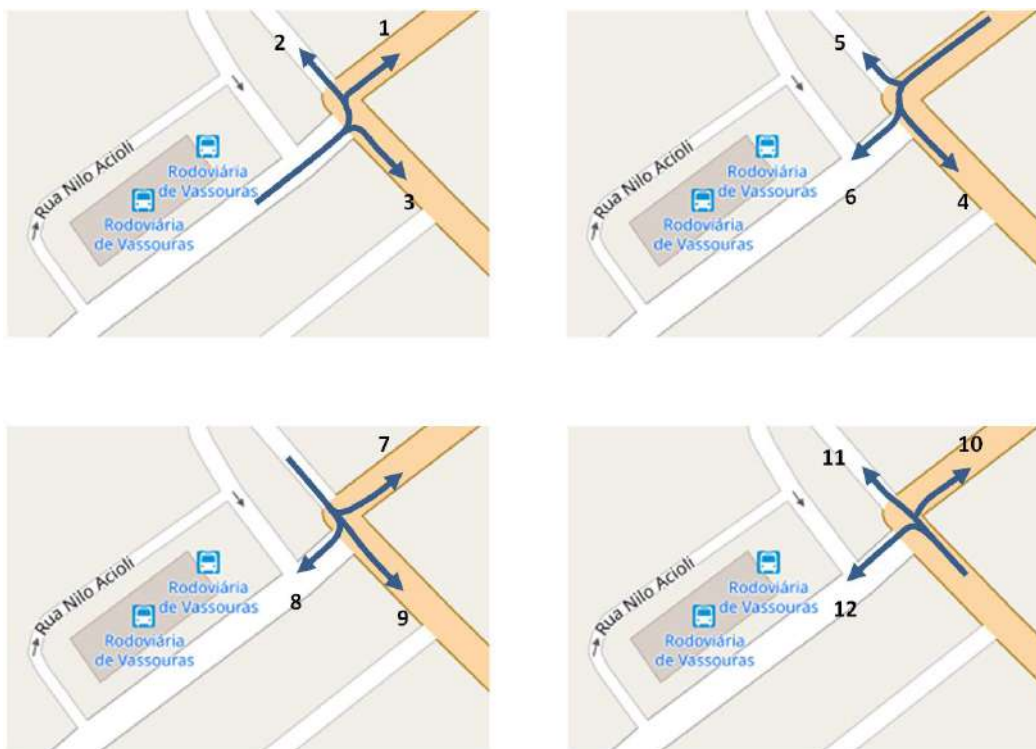 1
2
Rua Nilo Acioli
Rodoviária
de Vassouras
Rodoviária
de Vassouras
3
5
Rua Nilo Acioli
Rodoviária
de Vassouras
Rodoviária
de Vassouras
6
4
7
Rua Nilo Acioli
Rodoviária
de Vassouras
Rodoviária
de Vassouras
8
9
10
11
Rua Nilo Acioli
Rodoviária
de Vassouras
Rodoviária
de Vassouras
12